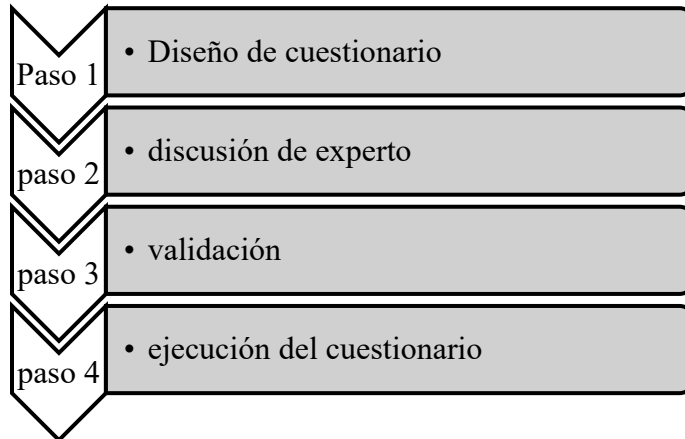 Paso 1
• Diseño de cuestionario
paso 2
• discusión de experto
paso 3
• validación
paso 4
• ejecución del cuestionario